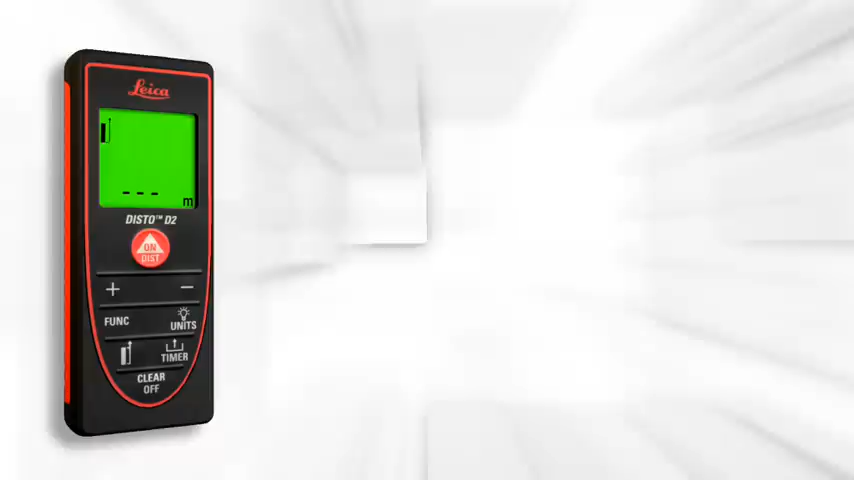 Leica
- - -
m
DISTO™ D2
ON
DIST
+ −
FUNC
UNITS
TIMER
CLEAR
OFF